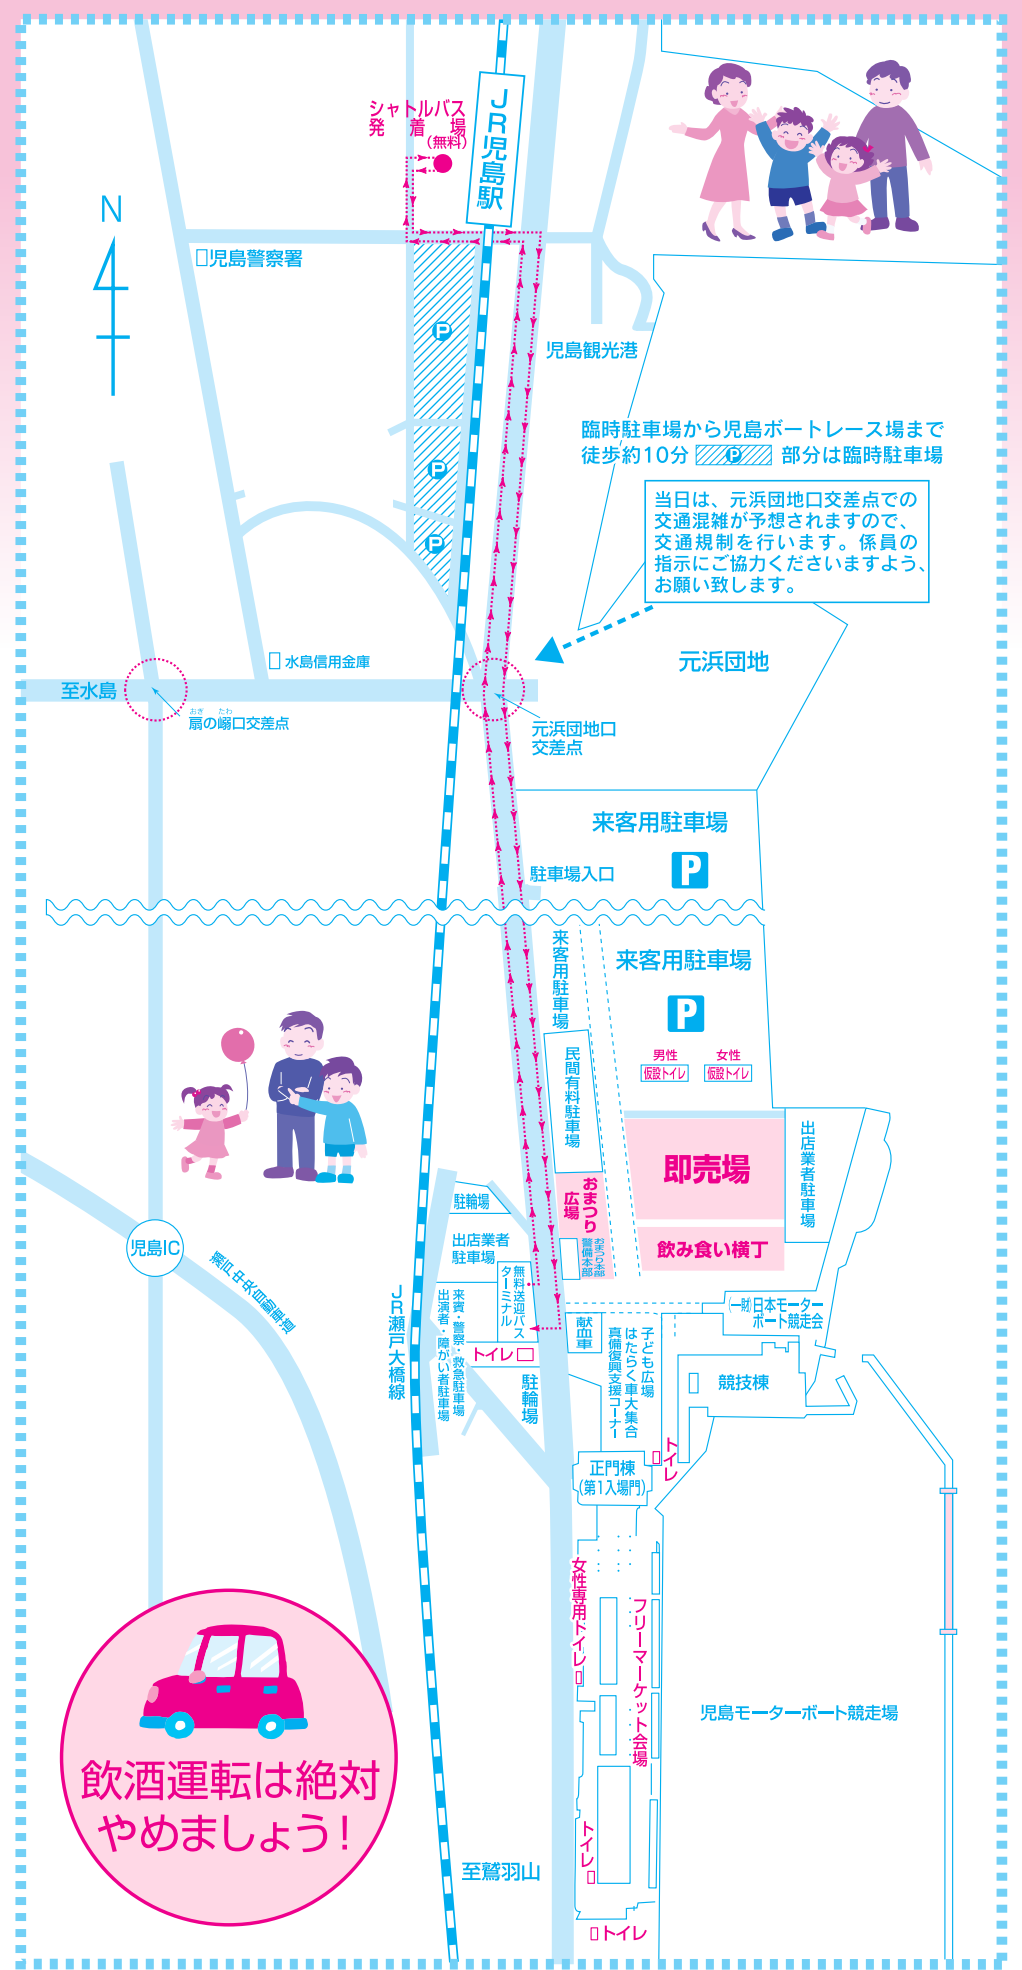 シャトルバス
発着場
(無料)
JR児島駅
N
児島警察署
P
児島観光港
P
P
臨時駐車場から児島ボートレース場まで
徒歩約10分 P 部分は臨時駐車場
当日は、元浜団地口交差点での
交通混雑が予想されますので、
交通規制を行います。係員の
指示にご協力くださいますよう、
お願い致します。
水島信用金庫
元浜団地
至水島
おぎ たわ
扇の嵶口交差点
元浜団地口
交差点
来客用駐車場
P
駐車場入口
来客用駐車場
来客用駐車場
P
民間有料駐車場
男性
仮設トイレ
女性
仮設トイレ
出店業者駐車場
即売場
おまつり
広場
駐輪場
飲み食い横丁
おまつり本部
警備本部
出店業者
駐車場
児島IC
瀬戸中央自動車道
無料送迎バス
ターミナル
JR瀬戸大橋線
来賓・警察・救急駐車場
出演者・障がい者駐車場
(一財)日本モーター
ボート競走会
献血車
子ども広場
はたらく車大集合
真備復興支援コーナー
トイレ
駐輪場
競技棟
トイレ
正門棟
(第1入場門)
女性専用トイレ
フリーマーケット会場
児島モーターボート競走場
飲酒運転は絶対
やめましょう!
トイレ
至鷲羽山
トイレ